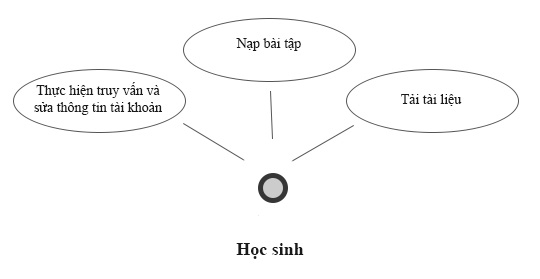 Nạp bài tập
Thực hiện truy vấn và
sửa thông tin tài khoản
Tải tài liệu
Học sinh